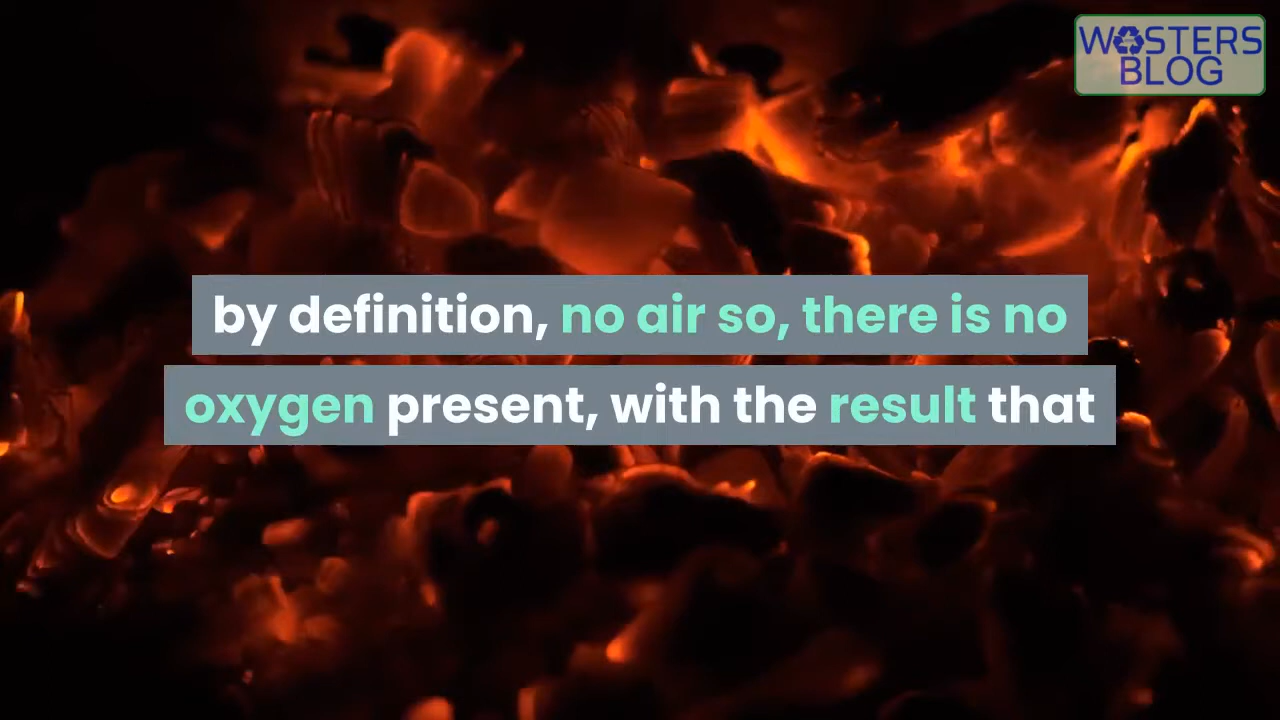 WASTERS
BLOG
by definition, no air so, there is no
oxygen present, with the result that